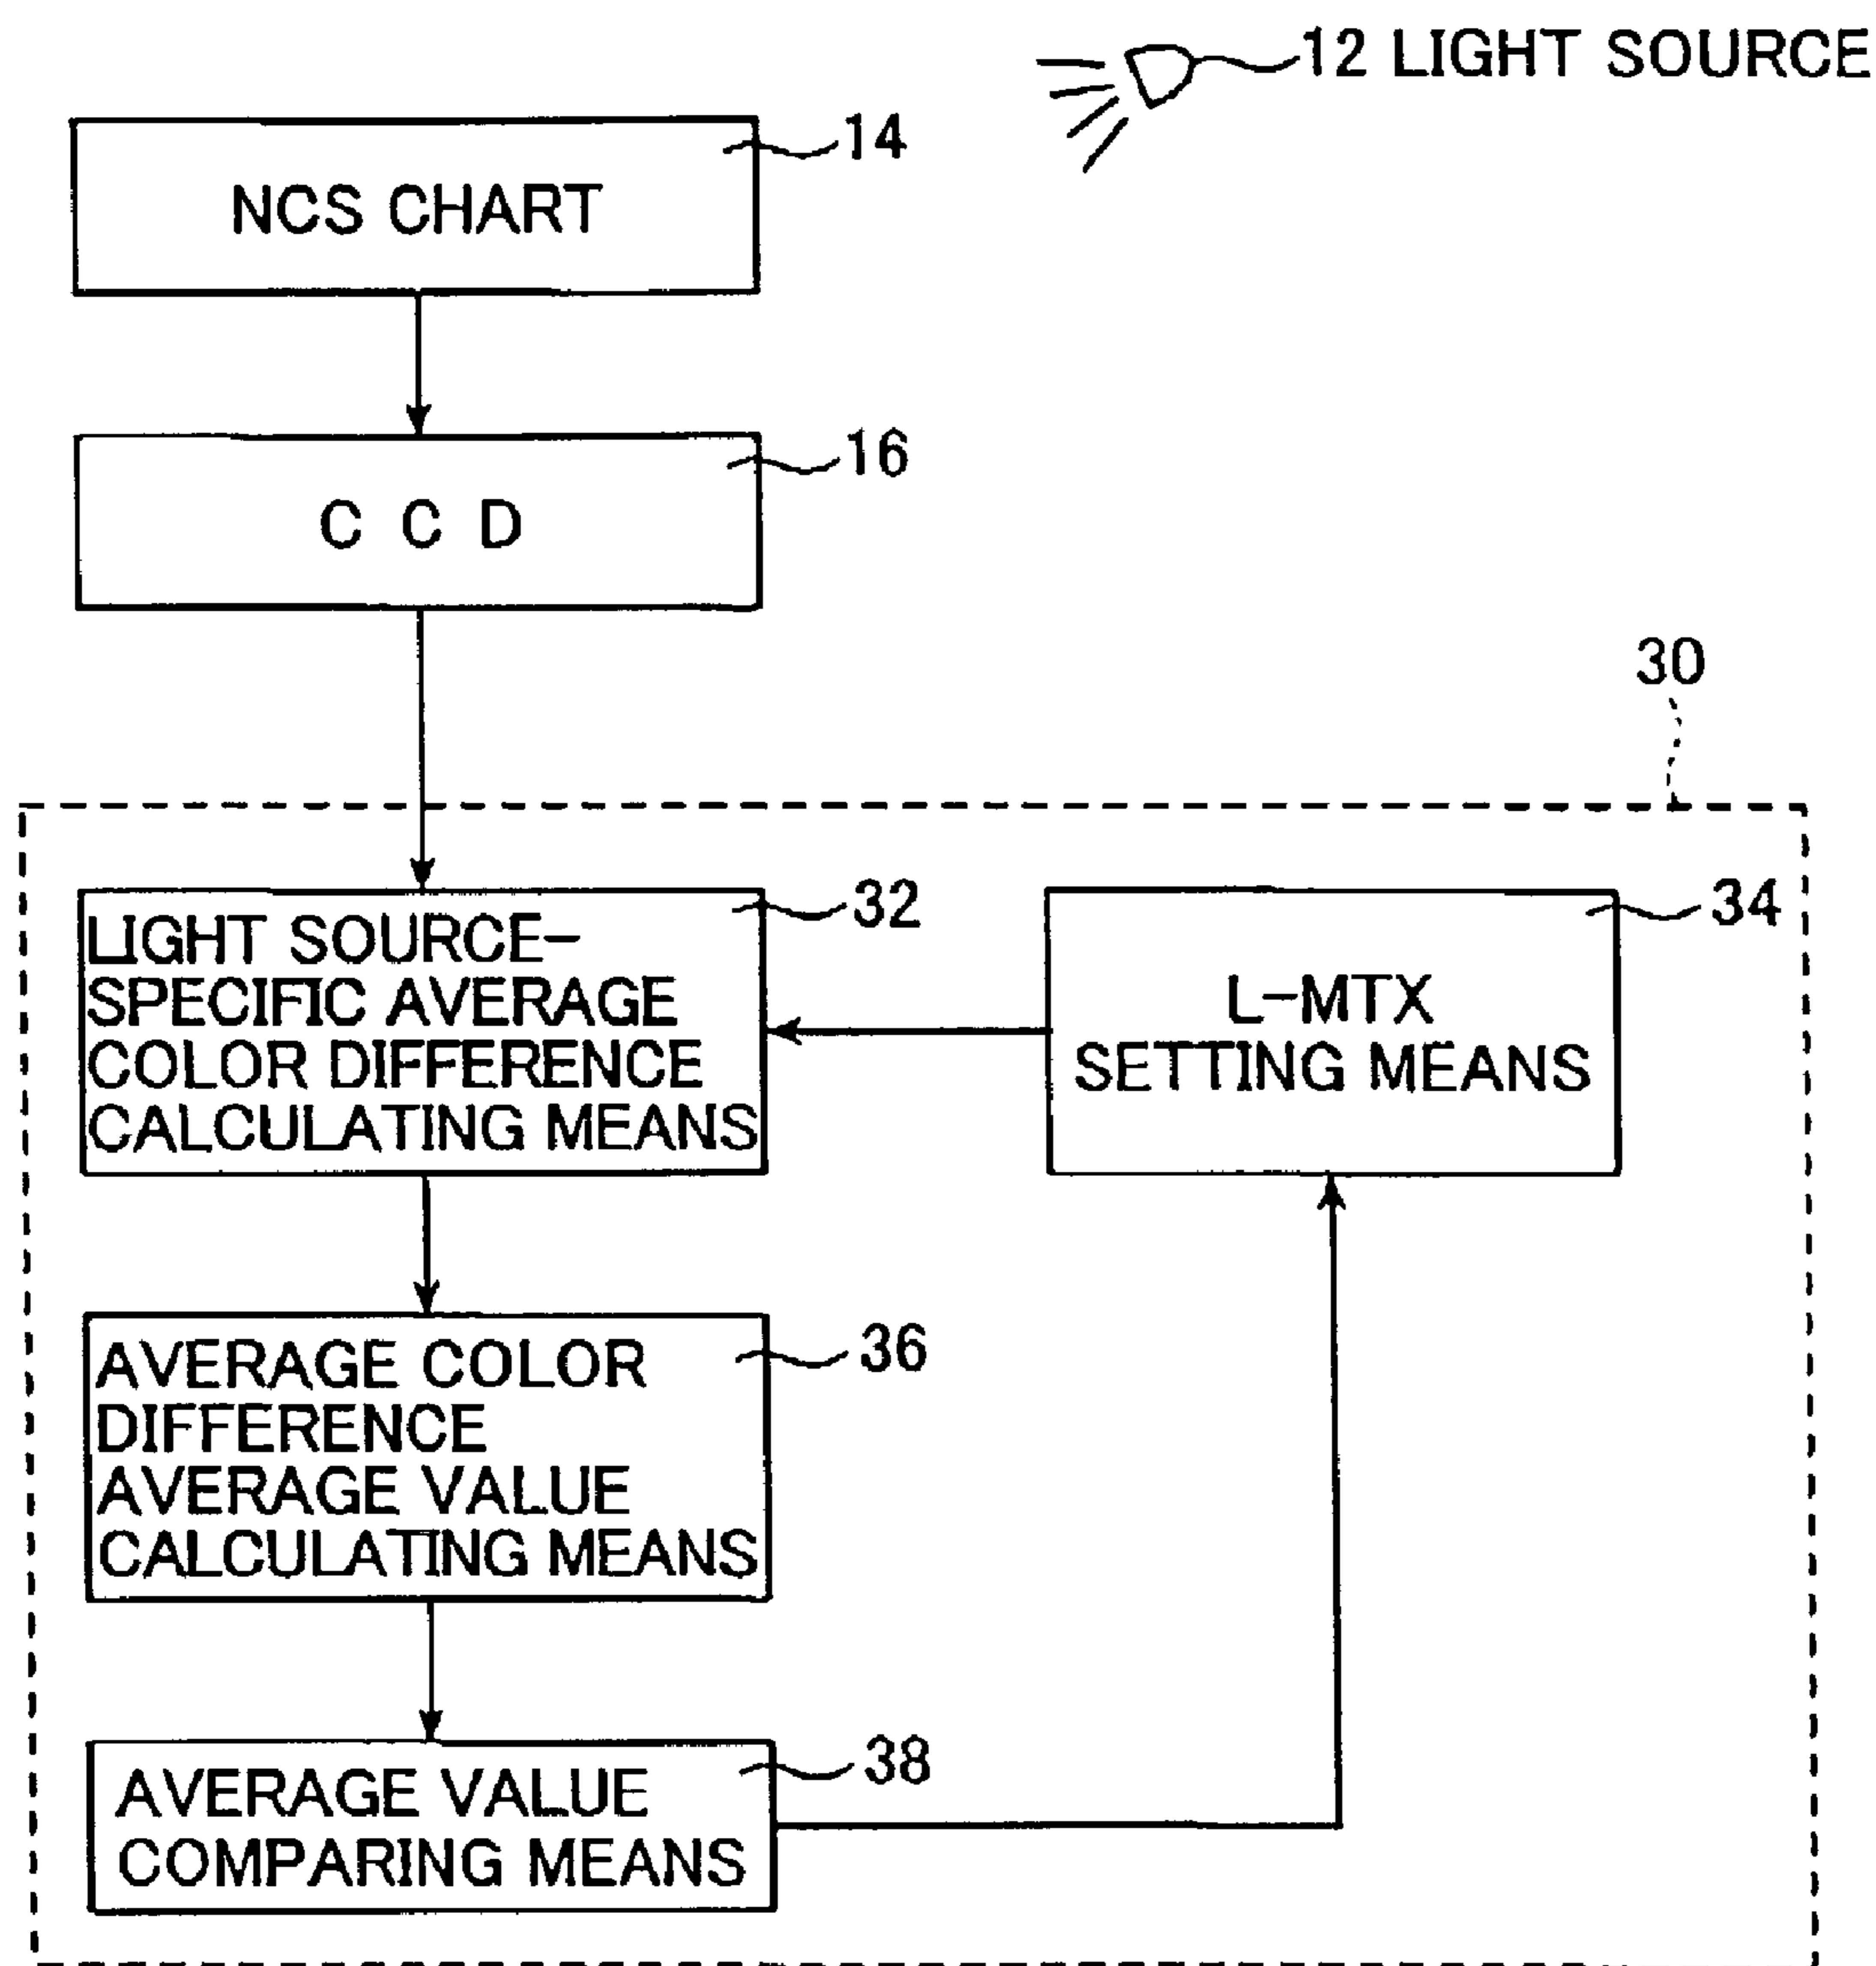 12 LIGHT SOURCE
14
NCS CHART
16
C C D
30
32
LIGHT SOURCE-
SPECIFIC AVERAGE
COLOR DIFFERENCE
CALCULATING MEANS
34
L-MTX
SETTING MEANS
36
AVERAGE COLOR
DIFFERENCE
AVERAGE VALUE
CALCULATING MEANS
38
AVERAGE VALUE
COMPARING MEANS